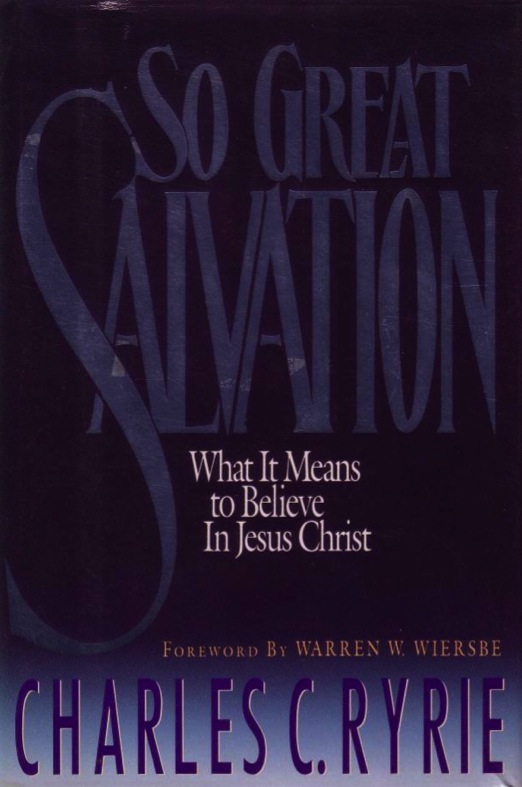 SO GREAT
SALVATION
What It Means
to Believe
In Jesus Christ
FOREWORD BY WARREN W. WIERSBE
CHARLES C. RYRIE